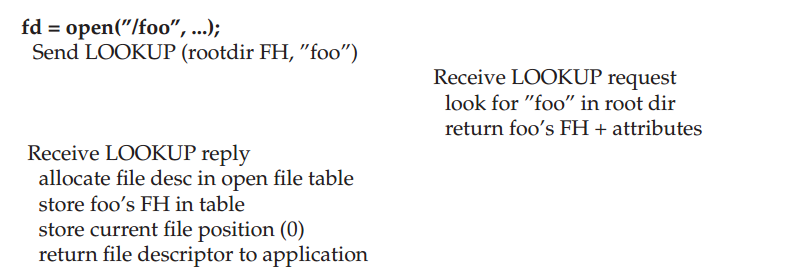 fd = open(”/foo”, ...);
Send LOOKUP (rootdir FH, ”foo”)
Receive LOOKUP request
look for ”foo” in root dir
return foo’s FH + attributes
Receive LOOKUP reply
allocate file desc in open file table
store foo’s FH in table
store current file position (0)
return file descriptor to application